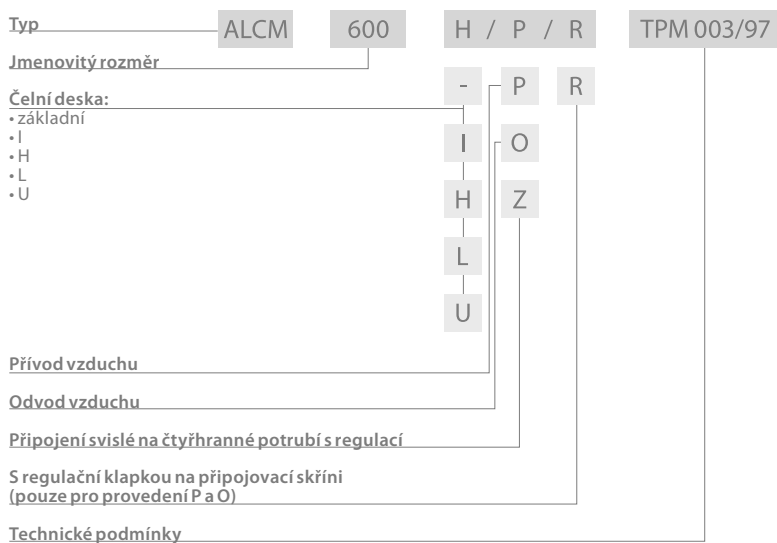 Typ ALCM 600 H / P / R TPM 003/97
Jmenovitý rozměr
- P R
Čelní deska:
• základní
• I
I O
• H
• L
H Z
• U
L
U
Přívod vzduchu
Odvod vzduchu
Připojení svislé na čtyřhranné potrubí s regulací
S regulační klapkou na připojovací skříni
(pouze pro provedení P a O)
Technické podmínky